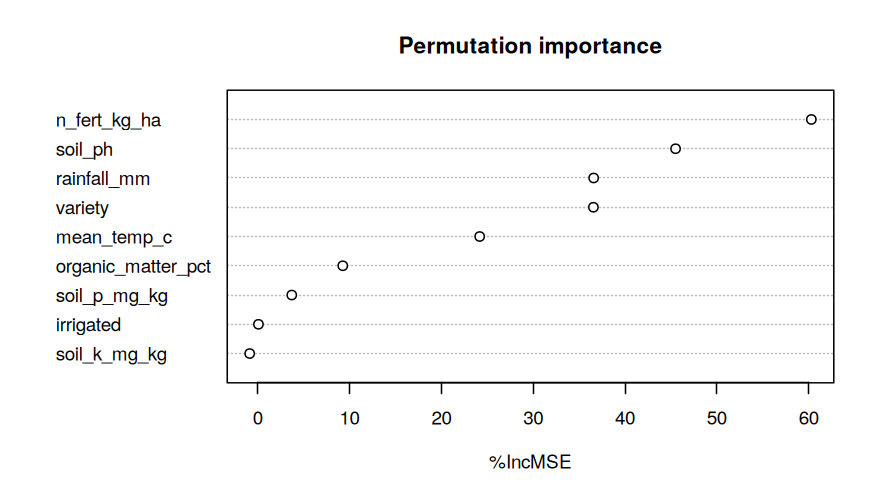 Permutation importance
n_fert_kg_ha
soil_ph
rainfall_mm
variety
mean_temp_c
organic_matter_pct
soil_p_mg_kg
irrigated
soil_k_mg_kg
0 10 20 30 40 50 60
%IncMSE